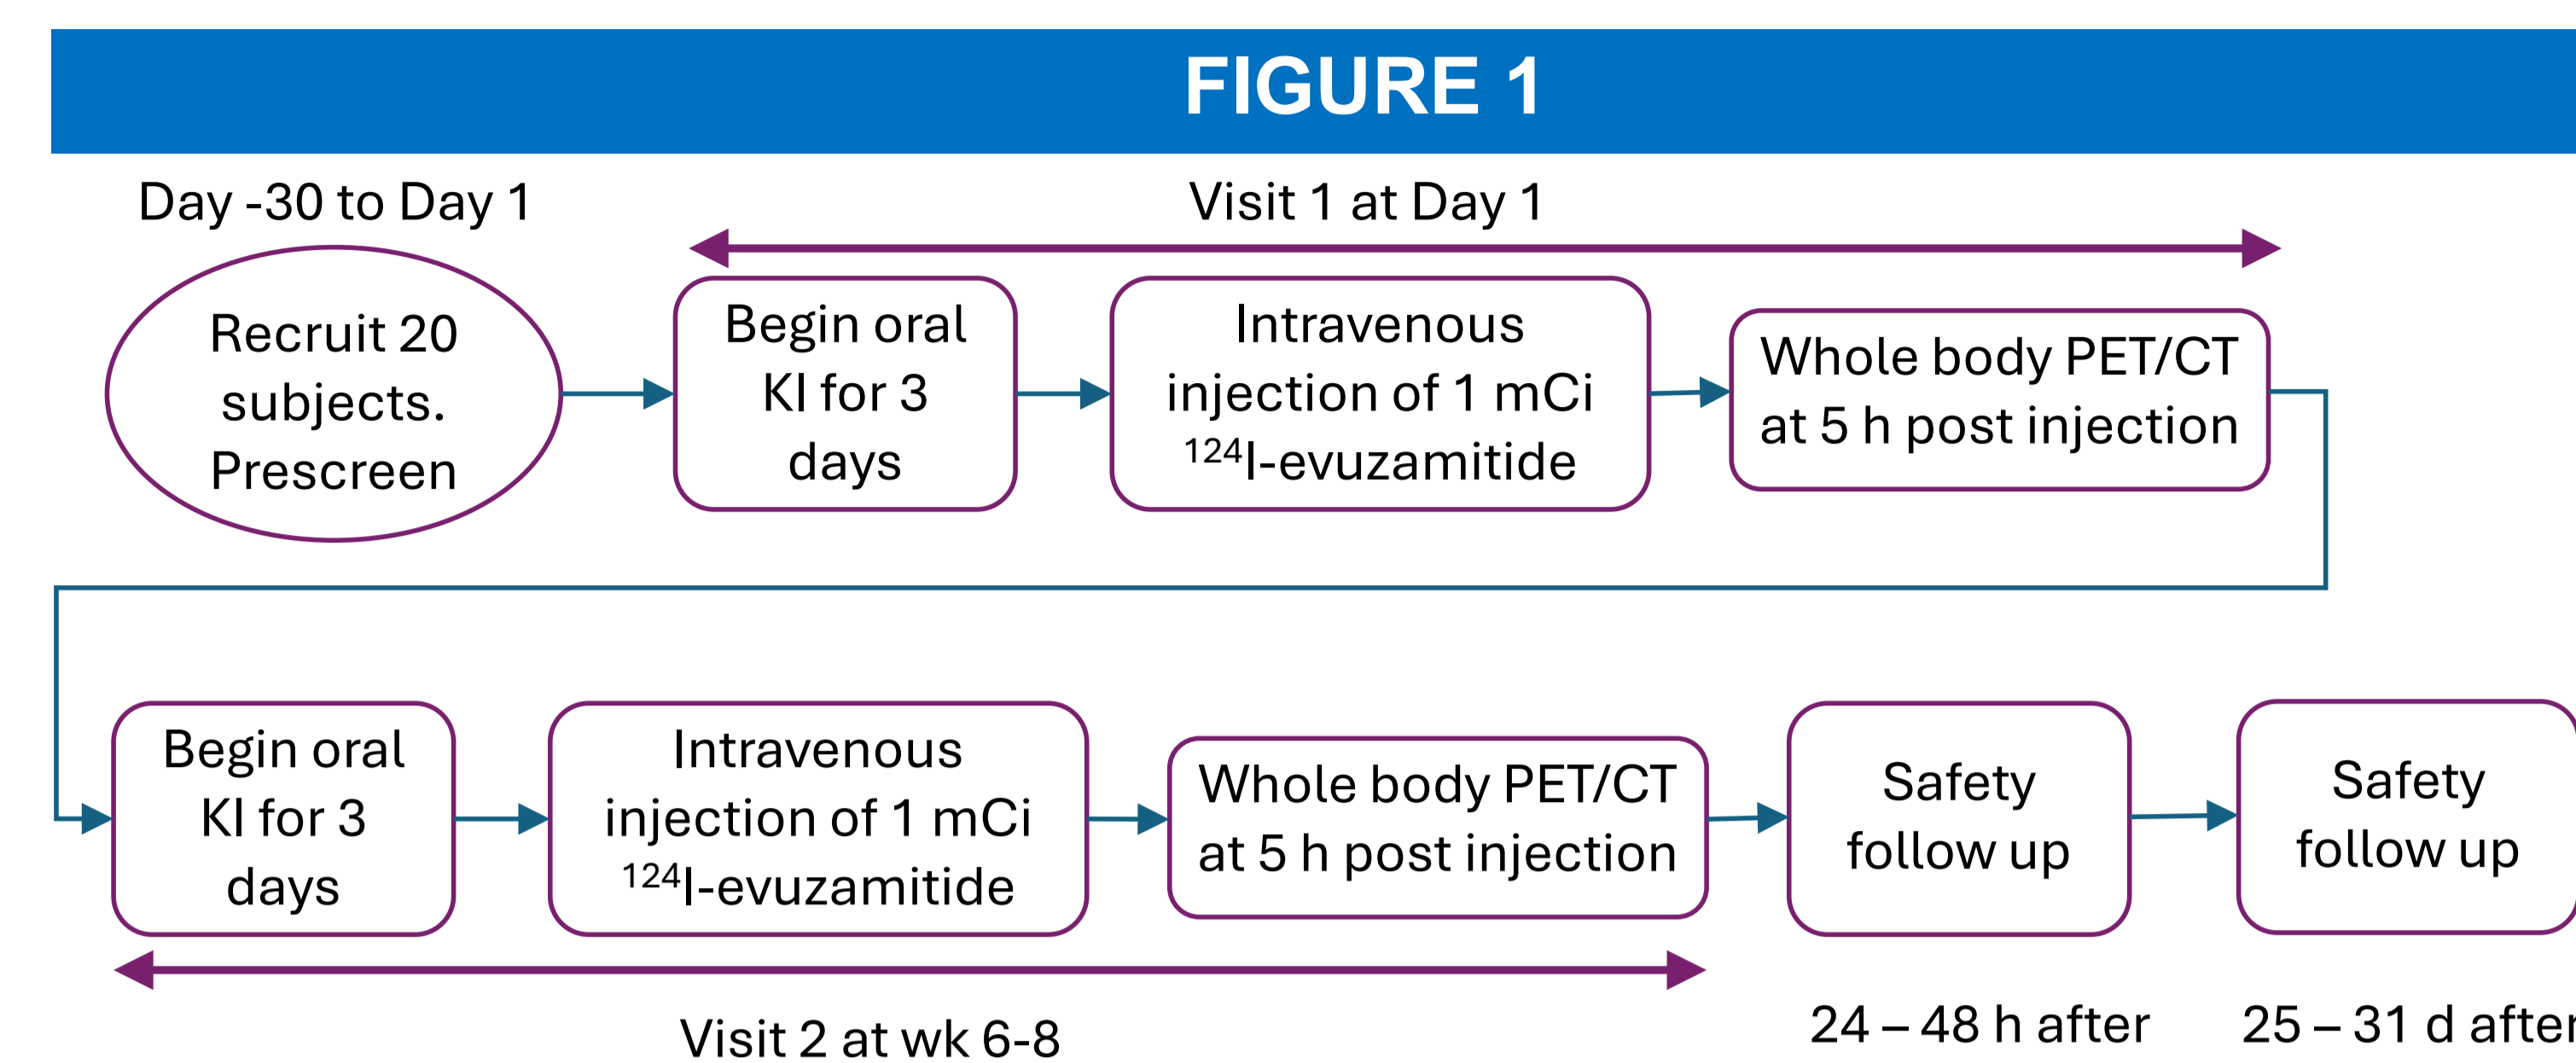 FIGURE 1
Day -30 to Day 1
Visit 1 at Day 1
Recruit 20
subjects.
Prescreen
Begin oral
KI for 3
days
Intravenous
injection of 1 mCi
¹²⁴I-evuzamitide
Whole body PET/CT
at 5 h post injection
Begin oral
KI for 3
days
Intravenous
injection of 1 mCi
¹²⁴I-evuzamitide
Whole body PET/CT
at 5 h post injection
Safety
follow up
Safety
follow up
Visit 2 at wk 6-8
24 – 48 h after
25 – 31 d after